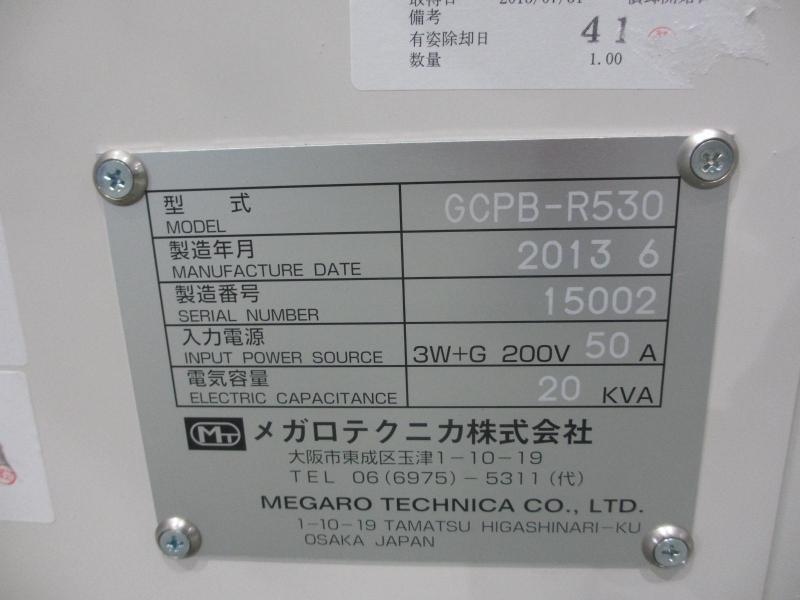 備考
有姿除却日 41
数量 1.00
型 式 GCPB-R530
MODEL
製造年月 2013 6
MANUFACTURE DATE
製造番号 15002
SERIAL NUMBER
入力電源
INPUT POWER SOURCE 3W+G 200V 50 A
電気容量
ELECTRIC CAPACITANCE 20 KVA
MT メガロテクニカ株式会社
大阪市東成区玉津1-10-19
TEL 06(6975)-5311(代)
MEGARO TECHNICA CO., LTD.
1-10-19 TAMATSU HIGASHINARI-KU
OSAKA JAPAN